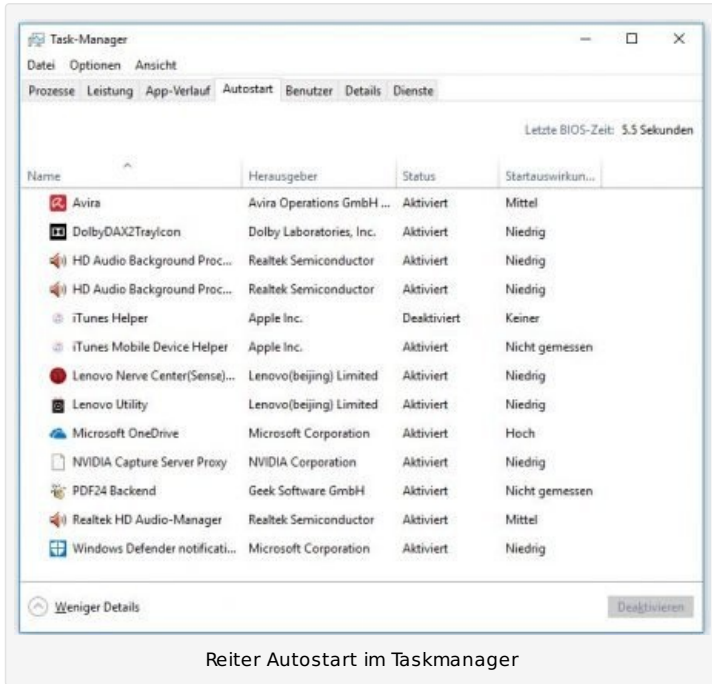 Task-Manager
Datei Optionen Ansicht
Prozesse Leistung App-Verlauf Autostart Benutzer Details Dienste
Letzte BIOS-Zeit: 5.5 Sekunden
Name Herausgeber Status Startauswirkun...
Avira Avira Operations GmbH ... Aktiviert Mittel
DolbyDAX2TrayIcon Dolby Laboratories, Inc. Aktiviert Niedrig
HD Audio Background Proc... Realtek Semiconductor Aktiviert Niedrig
HD Audio Background Proc... Realtek Semiconductor Aktiviert Niedrig
iTunes Helper Apple Inc. Deaktiviert Keiner
iTunes Mobile Device Helper Apple Inc. Aktiviert Nicht gemessen
Lenovo Nerve Center(Sense)... Lenovo(beijing) Limited Aktiviert Niedrig
Lenovo Utility Lenovo(beijing) Limited Aktiviert Niedrig
Microsoft OneDrive Microsoft Corporation Aktiviert Hoch
NVIDIA Capture Server Proxy NVIDIA Corporation Aktiviert Niedrig
PDF24 Backend Geek Software GmbH Aktiviert Nicht gemessen
Realtek HD Audio-Manager Realtek Semiconductor Aktiviert Mittel
Windows Defender notificati... Microsoft Corporation Aktiviert Niedrig
Weniger Details Deaktivieren
Reiter Autostart im Taskmanager